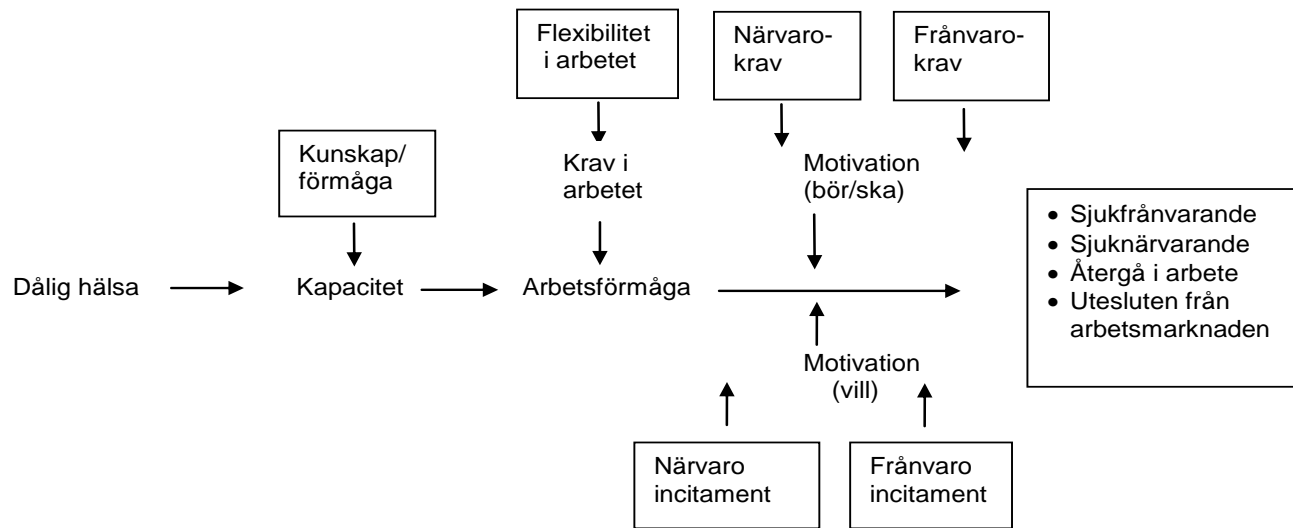 Flexibilitet
i arbetet
Närvaro-
krav
Frånvaro-
krav
Kunskap/
förmåga
Krav i
arbetet
Motivation
(bör/ska)
Dålig hälsa
Kapacitet
Arbetsförmåga
• Sjukfrånvarande
• Sjuknärvarande
• Återgå i arbete
• Utesluten från
arbetsmarknaden
Motivation
(vill)
Närvaro
incitament
Frånvaro
incitament